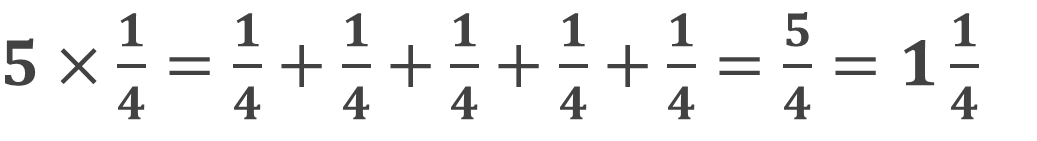 5 × 1/4 = 1/4 + 1/4 + 1/4 + 1/4 + 1/4 = 5/4 = 1 1/4